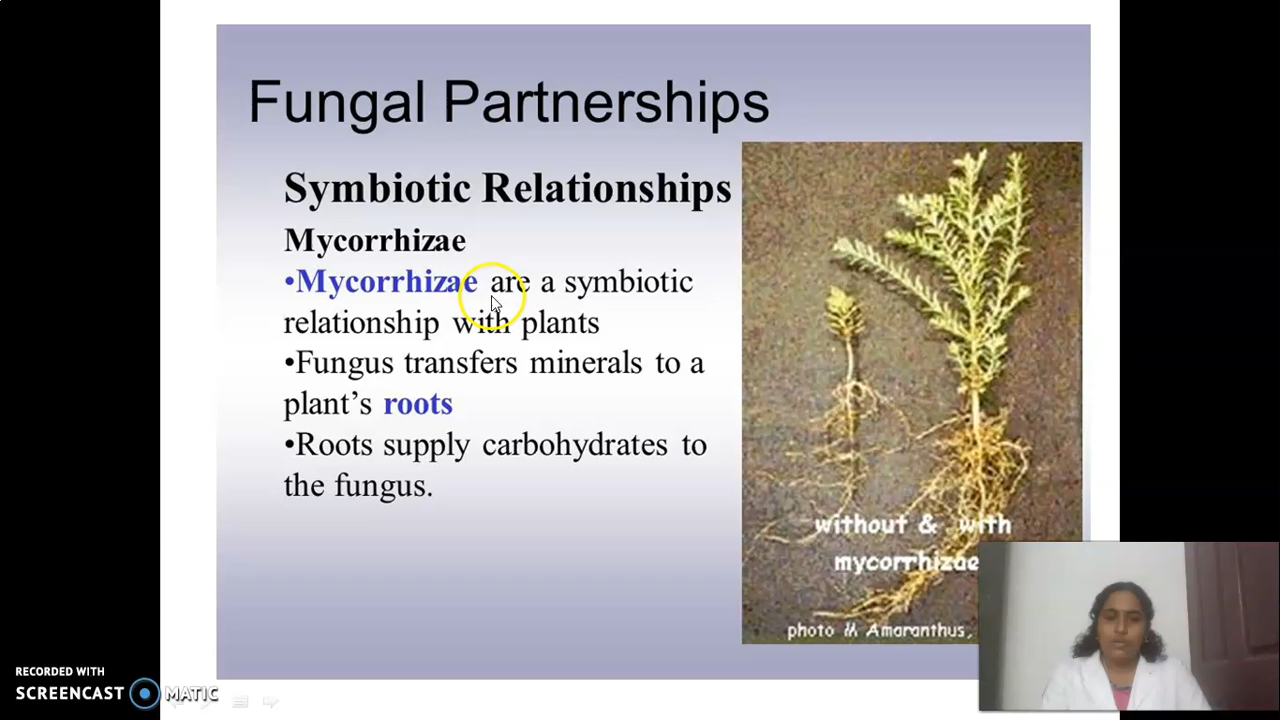 Fungal Partnerships
Symbiotic Relationships
Mycorrhizae
•Mycorrhizae are a symbiotic
relationship with plants
•Fungus transfers minerals to a
plant’s roots
•Roots supply carbohydrates to
the fungus.
without & with
mycorrhizae
photo M Amaranthus,
RECORDED WITH
SCREENCAST MATIC